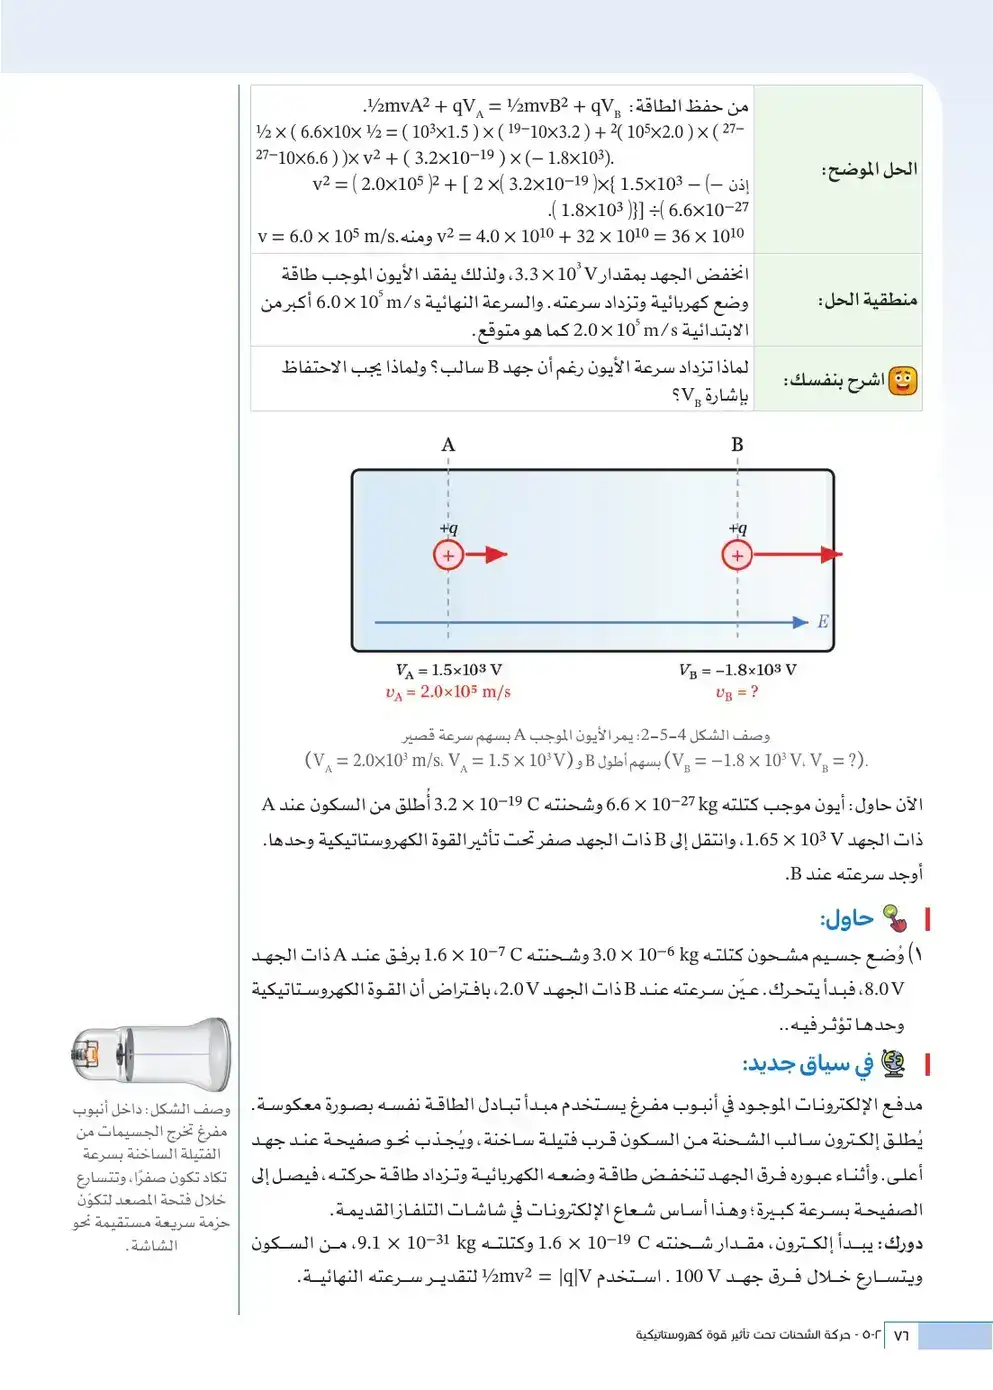 الحل الموضح:
من حفظ الطاقة: ½mvA² + qV_A = ½mvB² + qV_B.
½ × ( 6.6×10× ½ = ( 10³×1.5 ) × ( ¹⁹⁻10×3.2 ) + ²( 10⁵×2.0 ) × ( ²⁷⁻
²⁷⁻10×6.6 ) )× v² + ( 3.2×10⁻¹⁹ ) × (− 1.8×10³).
إذن v² = ( 2.0×10⁵ )² + [ 2 ×( 3.2×10⁻¹⁹ )×{ 1.5×10³ − (−
.( 1.8×10³ )}] ÷( 6.6×10⁻²⁷
v² = 4.0 × 10¹⁰ + 32 × 10¹⁰ = 36 × 10¹⁰ ومنه v = 6.0 × 10⁵ m/s.
منطقية الحل:
انخفض الجهد بمقدار 3.3 × 10³ V، ولذلك يفقد الأيون الموجب طاقة
وضع كهربائية وتزداد سرعته. والسرعة النهائية 6.0 × 10⁵ m/s أكبر من
الابتدائية 2.0 × 10⁵ m/s كما هو متوقع.
اشرح بنفسك:
لماذا تزداد سرعة الأيون رغم أن جهد B سالب؟ ولماذا يجب الاحتفاظ
بإشارة V_B؟
A B
+q +q
+ +
E
V_A = 1.5×10³ V V_B = −1.8×10³ V
υ_A = 2.0×10⁵ m/s υ_B = ?
وصف الشكل 4-5-2: يمر الأيون الموجب A بسهم سرعة قصير
(V_A = 2.0×10³ m/s، V_A = 1.5 × 10³ V) و B بسهم أطول (V_B = −1.8 × 10³ V، V_B = ?).
الآن حاول: أيون موجب كتلته 6.6 × 10⁻²⁷ kg وشحنته 3.2 × 10⁻¹⁹ C أُطلق من السكون عند A
ذات الجهد 1.65 × 10³ V، وانتقل إلى B ذات الجهد صفر تحت تأثير القوة الكهروستاتيكية وحدها.
أوجد سرعته عند B.
حاول:
١) وُضع جسيم مشحون كتلته 3.0 × 10⁻⁶ kg وشحنته 1.6 × 10⁻⁷ C برفق عند A ذات الجهد
8.0 V، فبدأ يتحرك. عيّن سرعته عند B ذات الجهد 2.0 V، بافتراض أن القوة الكهروستاتيكية
وحدها تؤثر فيه..
في سياق جديد:
مدفع الإلكترونات الموجود في أنبوب مفرغ يستخدم مبدأ تبادل الطاقة نفسه بصورة معكوسة.
يُطلق إلكترون سالب الشحنة من السكون قرب فتيلة ساخنة، ويُجذب نحو صفيحة عند جهد
أعلى. وأثناء عبوره فرق الجهد تنخفض طاقة وضعه الكهربائية وتزداد طاقة حركته، فيصل إلى
الصفيحة بسرعة كبيرة؛ وهذا أساس شعاع الإلكترونات في شاشات التلفاز القديمة.
دورك: يبدأ إلكترون، مقدار شحنته 1.6 × 10⁻¹⁹ C وكتلته 9.1 × 10⁻³¹ kg، من السكون
ويتسارع خلال فرق جهد 100 V . استخدم ½mv² = |q|V لتقدير سرعته النهائية.
وصف الشكل: داخل أنبوب
مفرغ تخرج الجسيمات من
الفتيلة الساخنة بسرعة
تكاد تكون صفرًا، وتتسارع
خلال فتحة المصعد لتكوّن
حزمة سريعة مستقيمة نحو
الشاشة.
٧٦ ٥-٢ - حركة الشحنات تحت تأثير قوة كهروستاتيكية